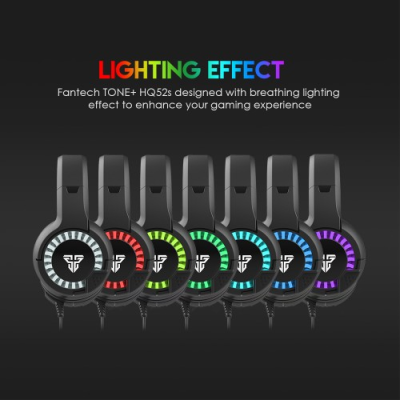 LIGHTING EFFECT
Fantech TONE+ HQ52s designed with breathing lighting
effect to enhance your gaming experience